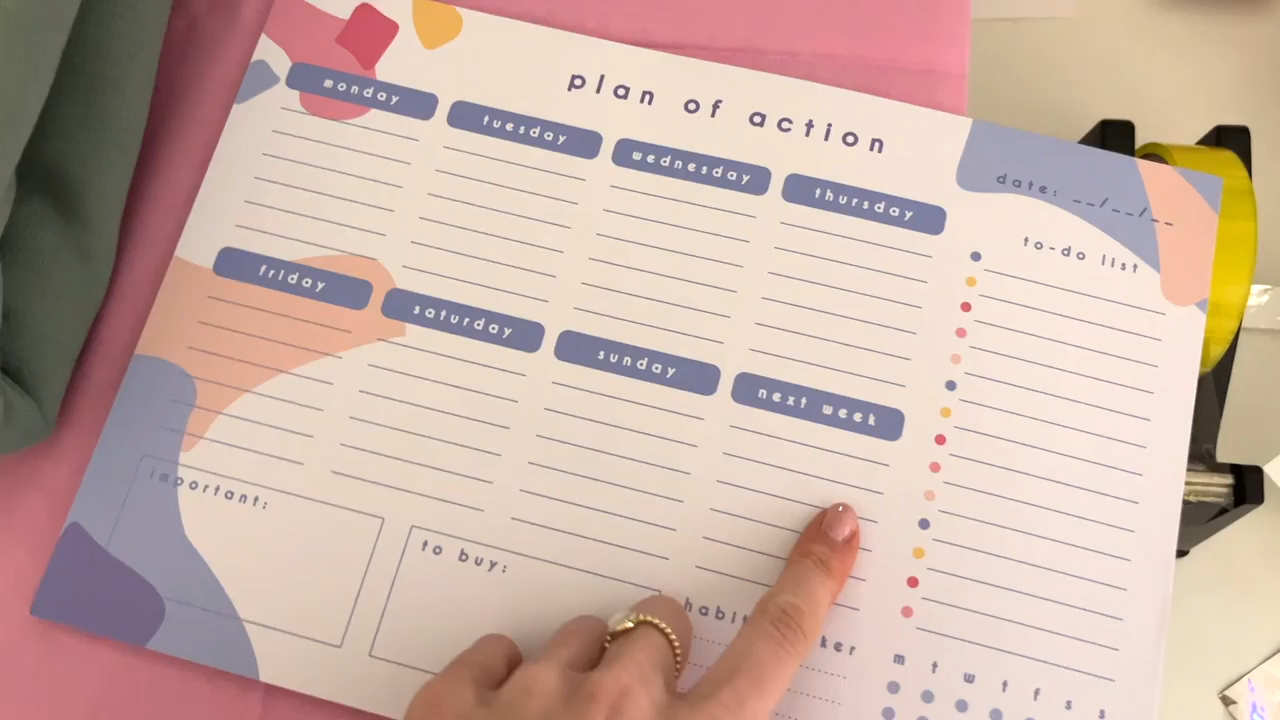 plan of action
date: __/__/__
monday
tuesday
wednesday
thursday
to-do list
friday
saturday
sunday
next week
important:
to buy:
m t w t f s s